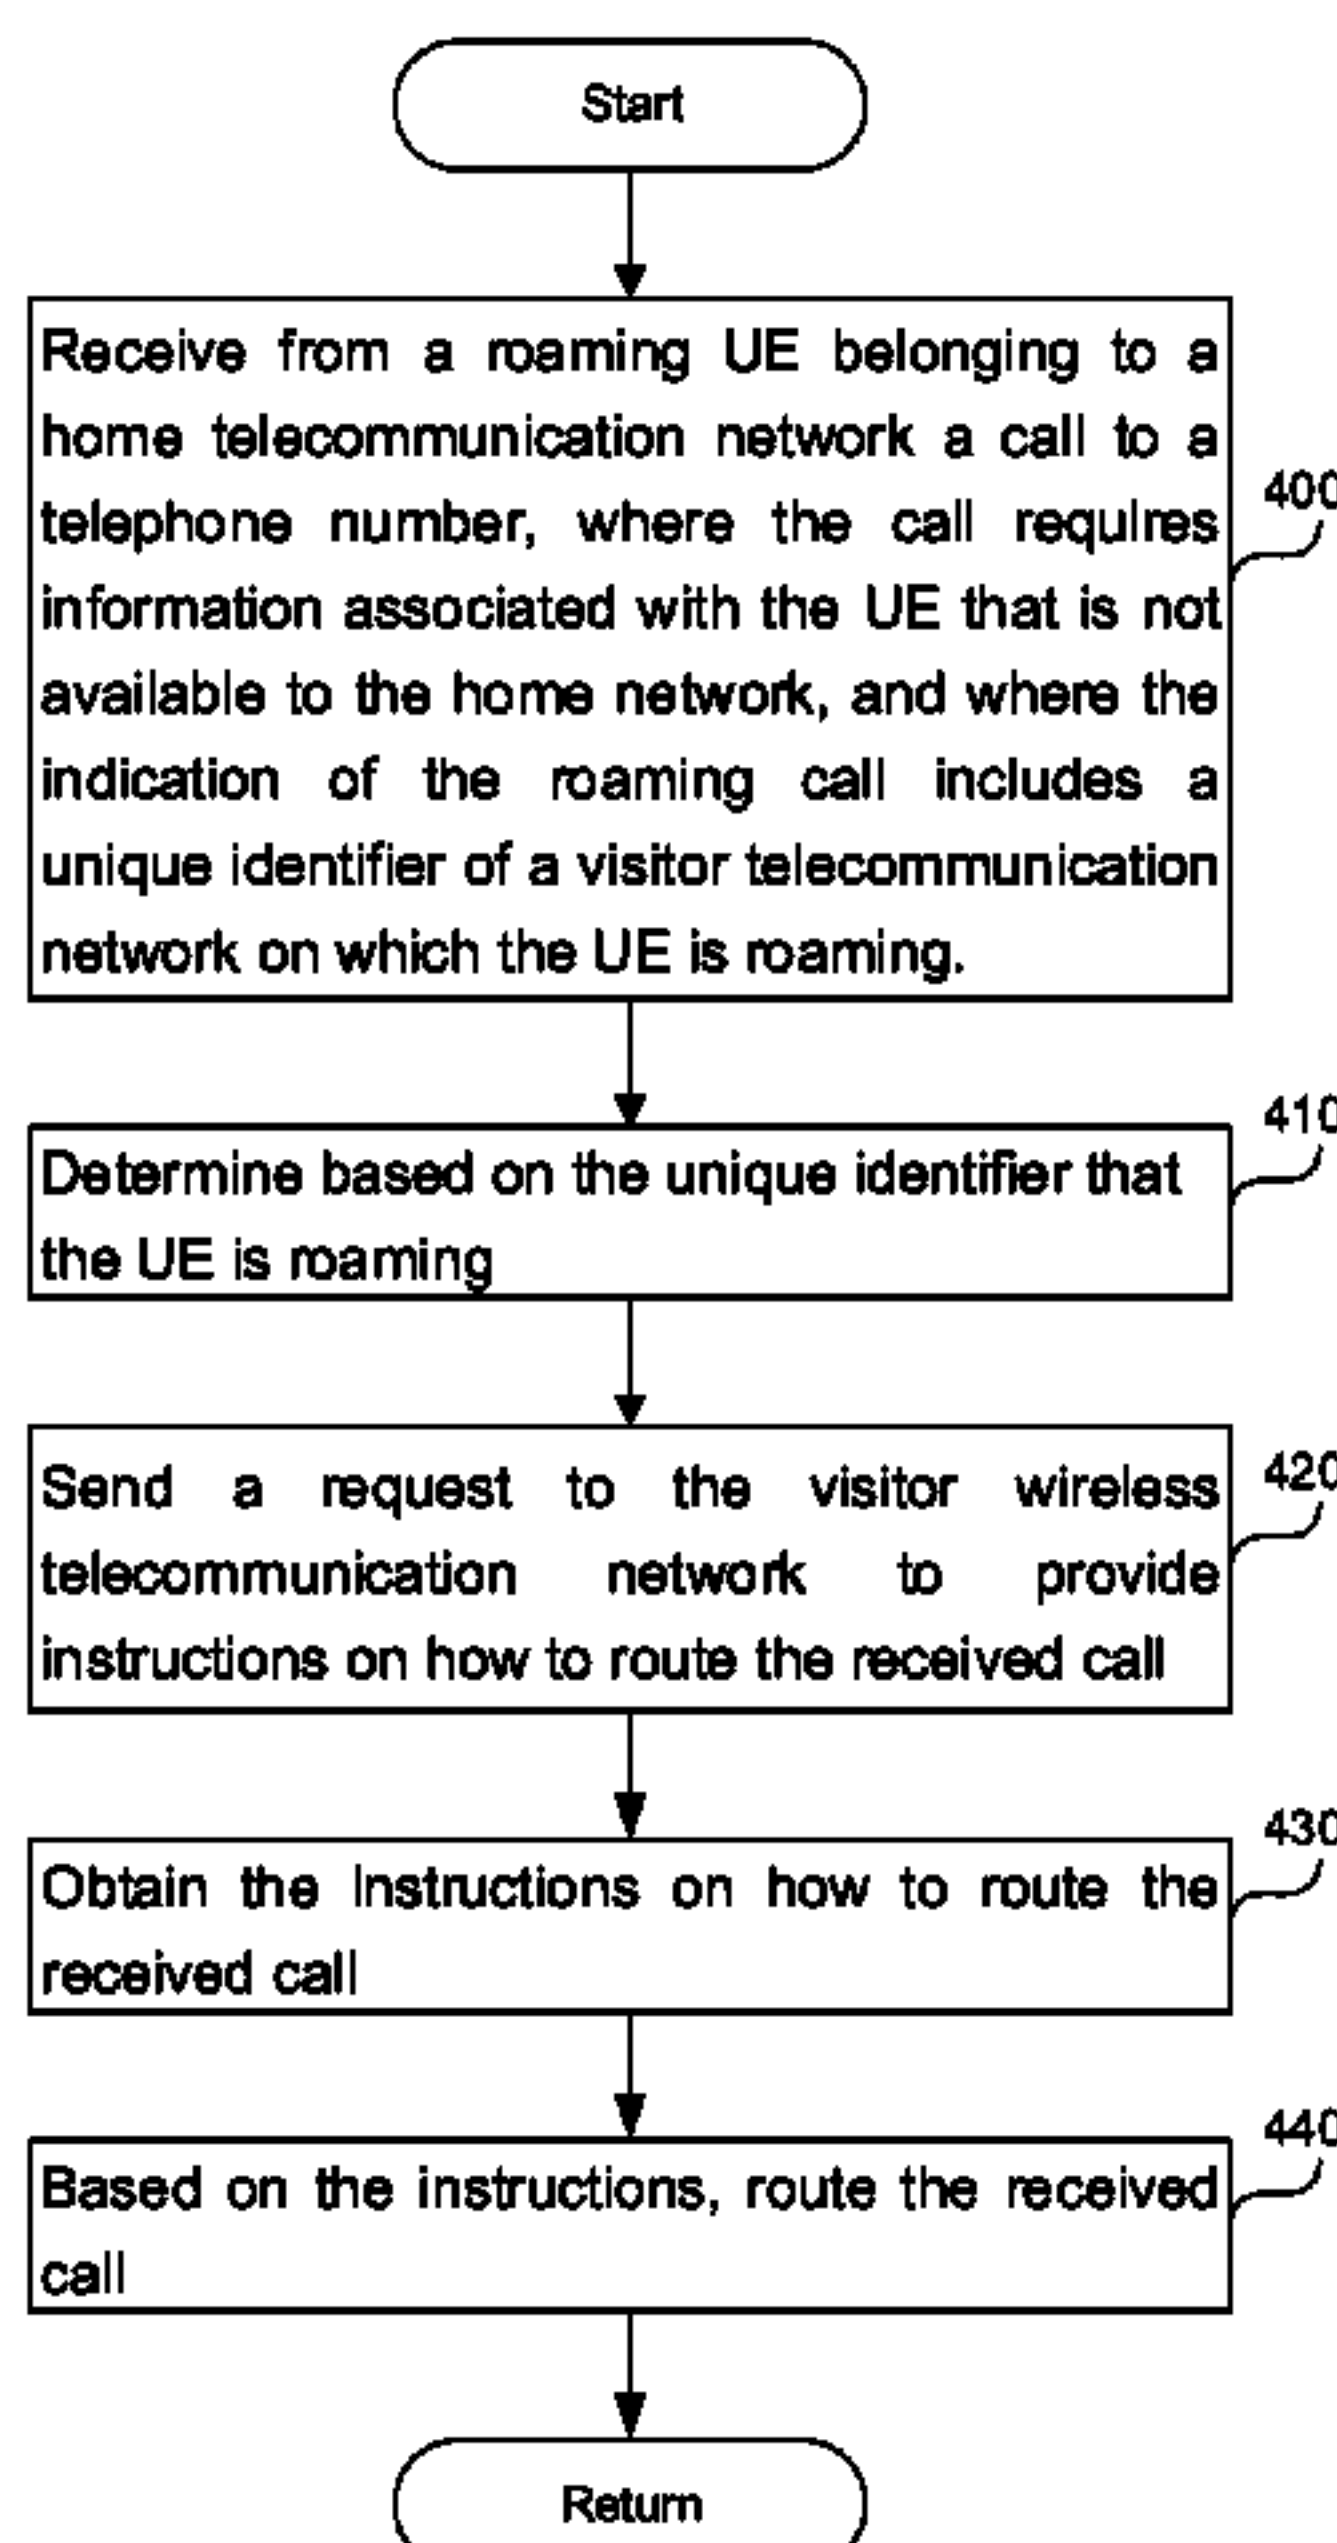 Start
Receive from a roaming UE belonging to a
home telecommunication network a call to a
telephone number, where the call requires
information associated with the UE that is not
available to the home network, and where the
indication of the roaming call includes a
unique identifier of a visitor telecommunication
network on which the UE is roaming.
400
410
Determine based on the unique identifier that
the UE is roaming
420
Send a request to the visitor wireless
telecommunication network to provide
instructions on how to route the received call
430
Obtain the Instructions on how to route the
received call
440
Based on the instructions, route the received
call
Return